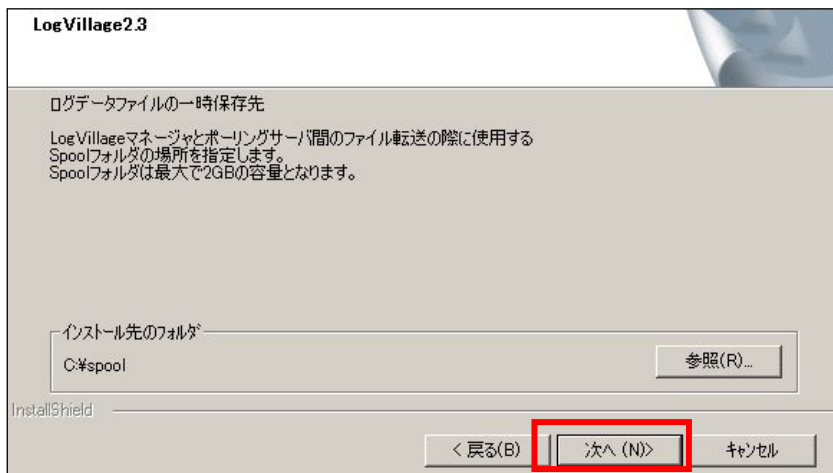 LogVillage2.3
ログデータファイルの一時保存先
LogVillageマネージャとポーリングサーバ間のファイル転送の際に使用する
Spoolフォルダの場所を指定します。
Spoolフォルダは最大で2GBの容量となります。
インストール先のフォルダ
C:¥spool
参照(R)...
InstallShield
< 戻る(B)
次へ (N)>
キャンセル